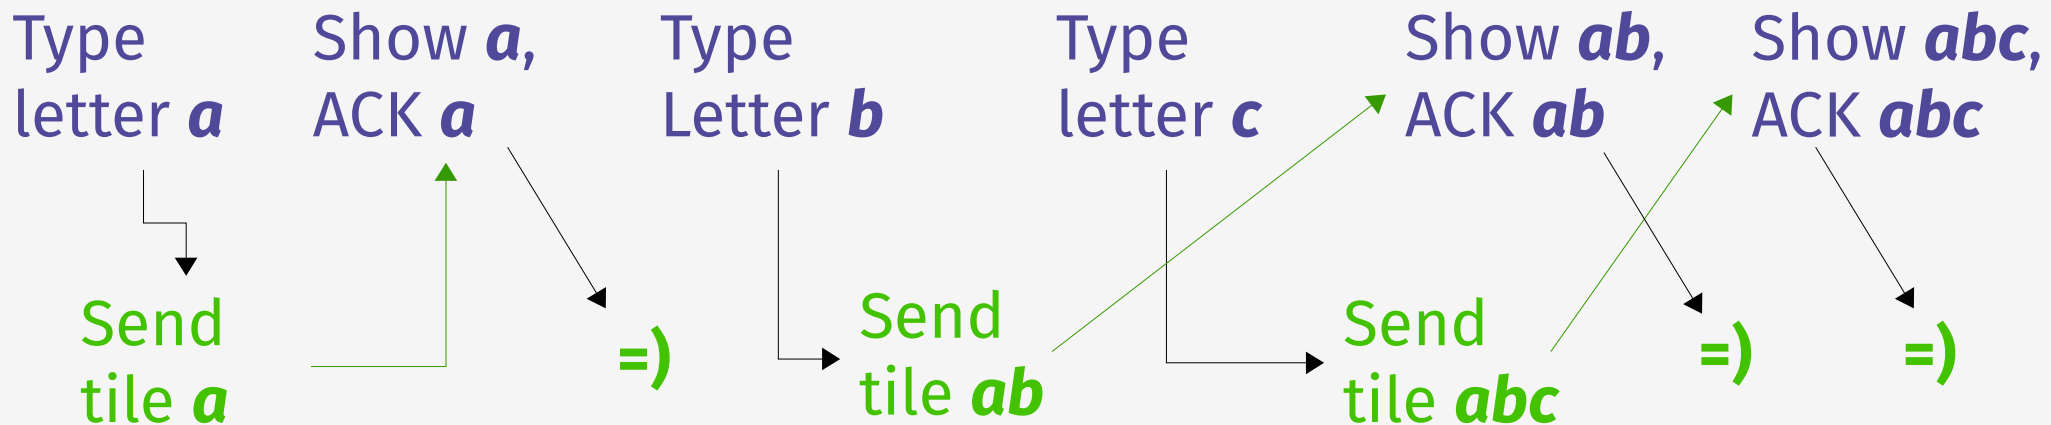 Type
letter a
Show a,
ACK a
Type
Letter b
Type
letter c
Show ab,
ACK ab
Show abc,
ACK abc
Send
tile a
=)
Send
tile ab
Send
tile abc
=)
=)